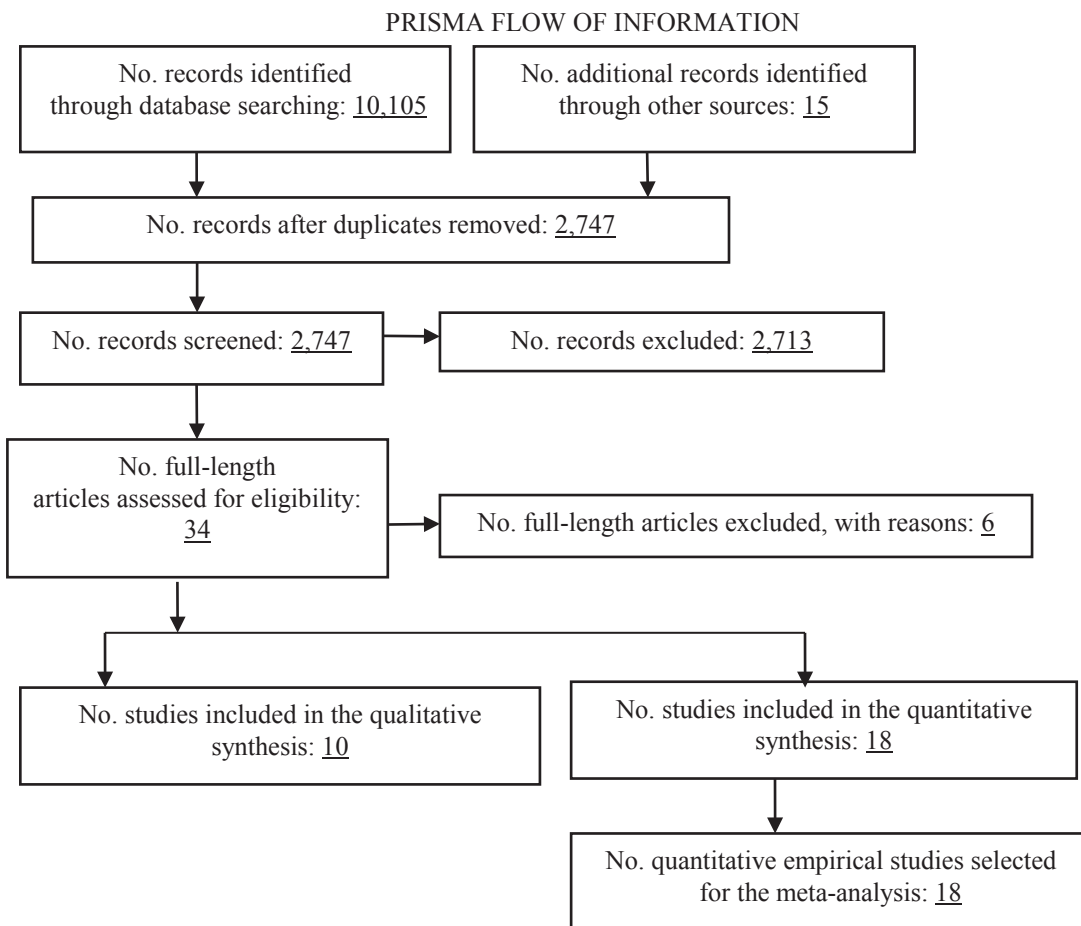 PRISMA FLOW OF INFORMATION
No. records identified
through database searching: 10,105
No. additional records identified
through other sources: 15
No. records after duplicates removed: 2,747
No. records screened: 2,747
No. records excluded: 2,713
No. full-length
articles assessed for eligibility:
34
No. full-length articles excluded, with reasons: 6
No. studies included in the qualitative
synthesis: 10
No. studies included in the quantitative
synthesis: 18
No. quantitative empirical studies selected
for the meta-analysis: 18